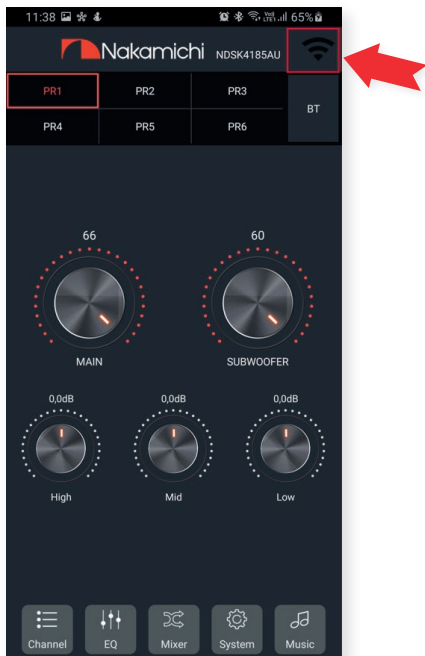 11:38 65%
Nakamichi NDSK4185AU
PR1 PR2 PR3
BT
PR4 PR5 PR6
66 60
MAIN SUBWOOFER
0,0dB 0,0dB 0,0dB
High Mid Low
Channel EQ Mixer System Music